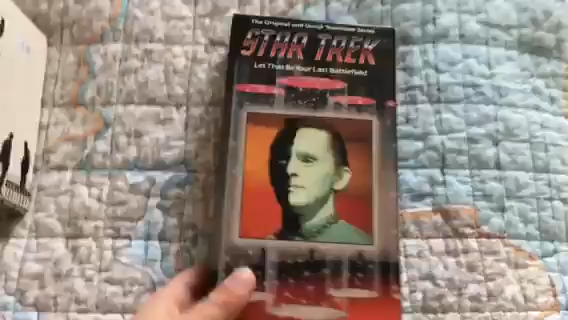 The Original and Uncut Television Series
STAR TREK
Let That Be Your Last Battlefield